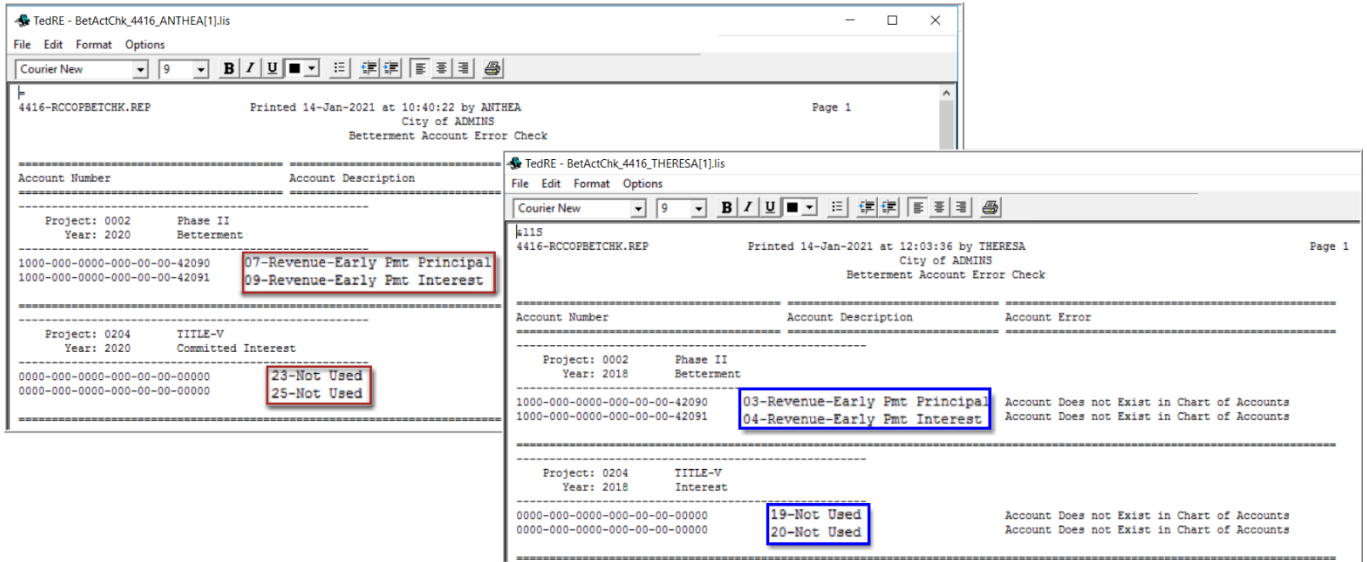 TedRE - BetActChk_4416_ANTHEA[1].lis
File Edit Format Options
Courier New 9 B I U
4416-RCCOPBETCHK.REP Printed 14-Jan-2021 at 10:40:22 by ANTHEA Page 1
City of ADMINS
Betterment Account Error Check
Account Number Account Description
Project: 0002 Phase II
Year: 2020 Betterment
1000-000-0000-000-00-00-42090 07-Revenue-Early Pmt Principal
1000-000-0000-000-00-00-42091 09-Revenue-Early Pmt Interest
Project: 0204 TITLE-V
Year: 2020 Committed Interest
0000-000-0000-000-00-00-00000 23-Not Used
0000-000-0000-000-00-00-00000 25-Not Used
TedRE - BetActChk_4416_THERESA[1].lis
File Edit Format Options
Courier New 9 B I U
4416-RCCOPBETCHK.REP Printed 14-Jan-2021 at 12:03:36 by THERESA Page 1
City of ADMINS
Betterment Account Error Check
Account Number Account Description Account Error
Project: 0002 Phase II
Year: 2018 Betterment
1000-000-0000-000-00-00-42090 03-Revenue-Early Pmt Principal Account Does not Exist in Chart of Accounts
1000-000-0000-000-00-00-42091 04-Revenue-Early Pmt Interest Account Does not Exist in Chart of Accounts
Project: 0204 TITLE-V
Year: 2018 Interest
0000-000-0000-000-00-00-00000 19-Not Used Account Does not Exist in Chart of Accounts
0000-000-0000-000-00-00-00000 20-Not Used Account Does not Exist in Chart of Accounts